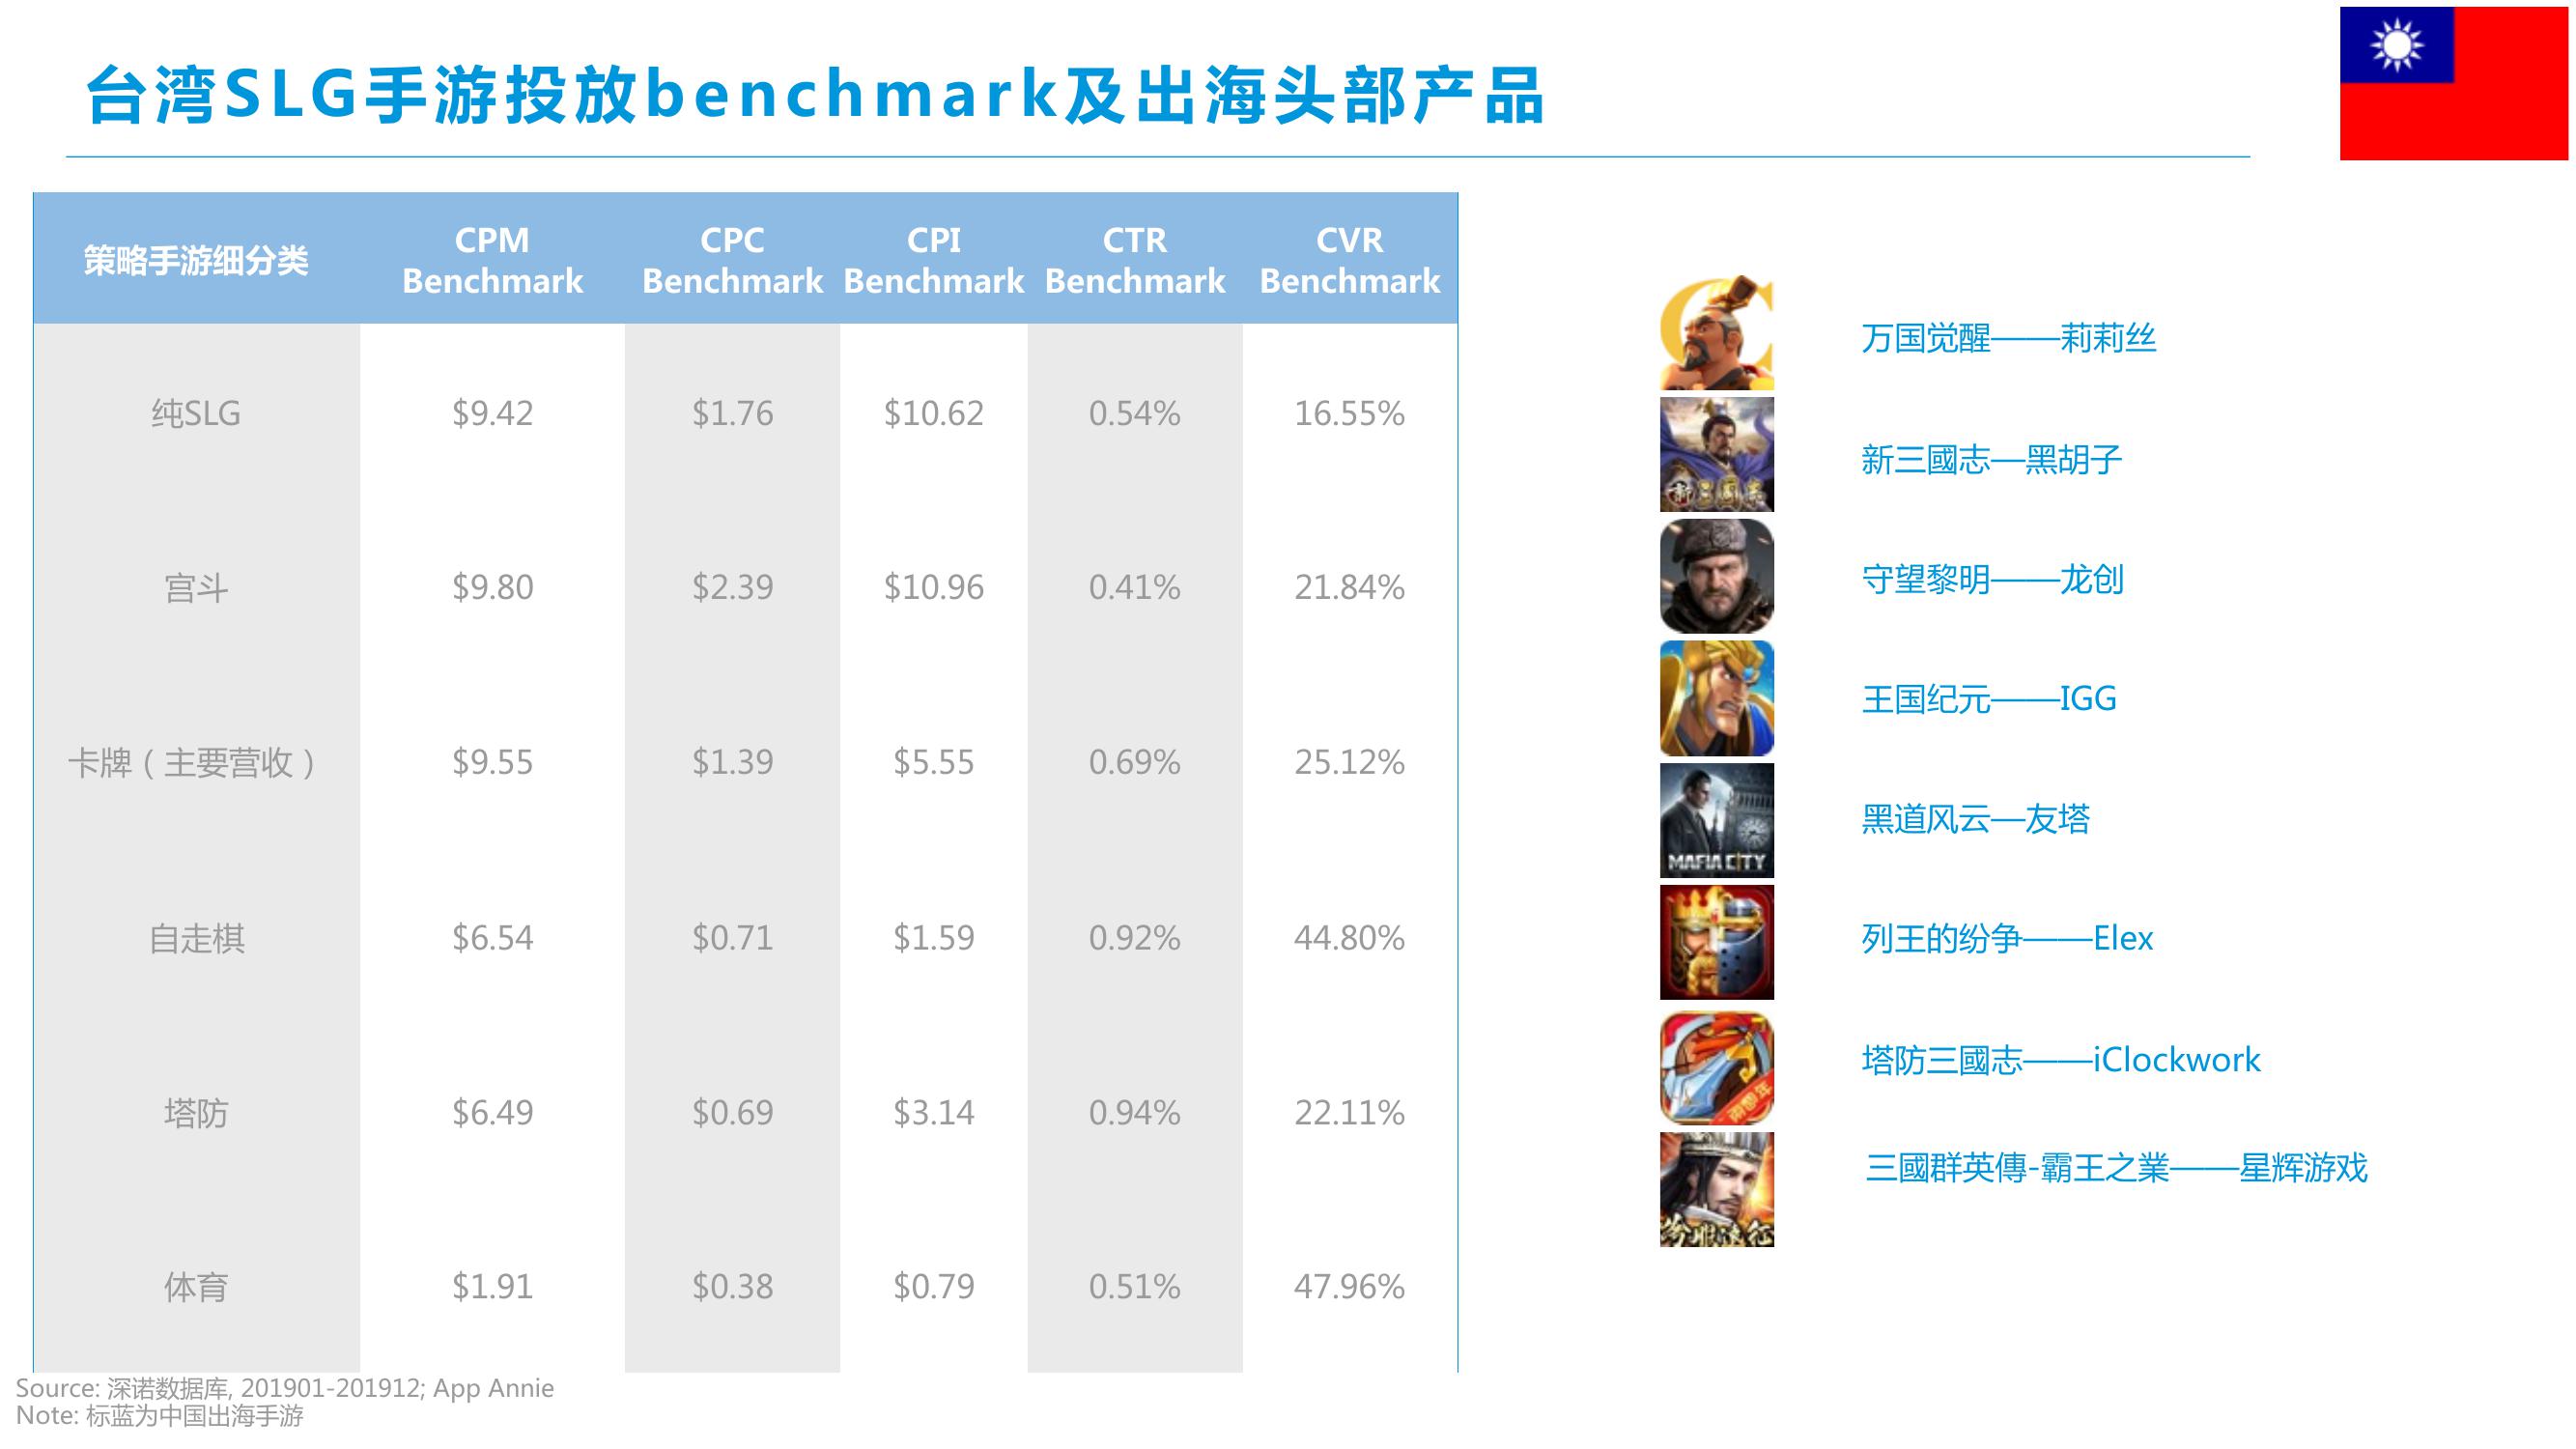 台湾SLG手游投放benchmark及出海头部产品
策略手游细分类 CPM Benchmark CPC Benchmark CPI Benchmark CTR Benchmark CVR Benchmark
纯SLG $9.42 $1.76 $10.62 0.54% 16.55%
宫斗 $9.80 $2.39 $10.96 0.41% 21.84%
卡牌（主要营收） $9.55 $1.39 $5.55 0.69% 25.12%
自走棋 $6.54 $0.71 $1.59 0.92% 44.80%
塔防 $6.49 $0.69 $3.14 0.94% 22.11%
体育 $1.91 $0.38 $0.79 0.51% 47.96%
万国觉醒——莉莉丝
新三國志—黑胡子
新三国志
守望黎明——龙创
王国纪元——IGG
黑道风云—友塔
MAFIA CITY
列王的纷争——Elex
塔防三國志——iClockwork
三國群英傳-霸王之業——星辉游戏
Source: 深诺数据库, 201901-201912; App Annie
Note: 标蓝为中国出海手游